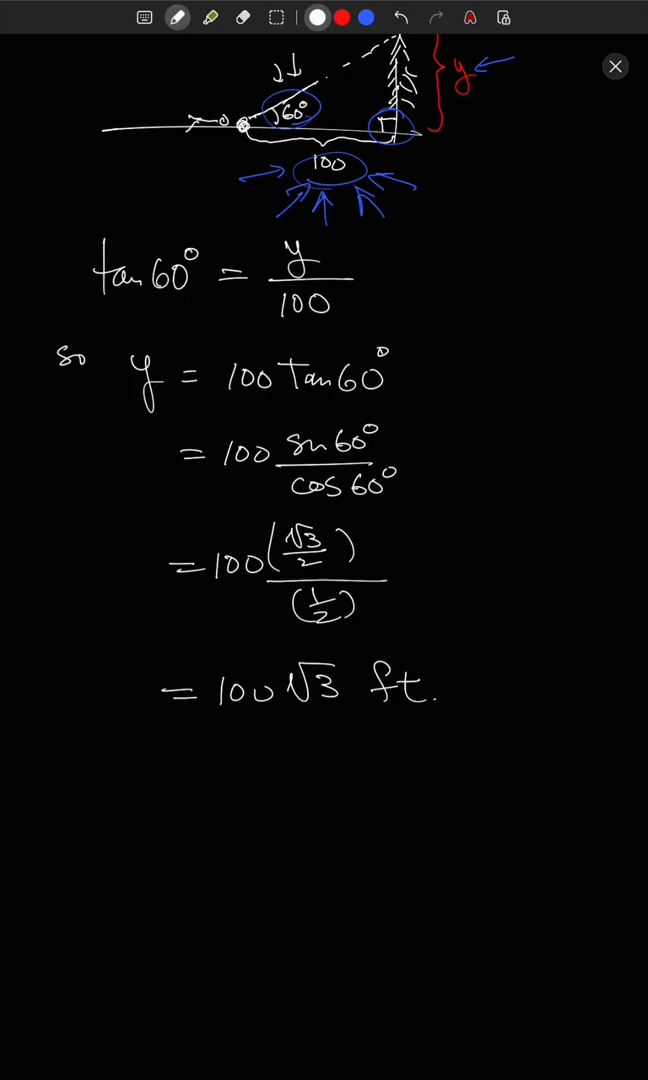 y
60°
100
tan 60° = y/100
so y = 100 Tan 60°
= 100 sin 60°/cos 60°
= 100 (√3/2)/(1/2)
= 100√3 ft.